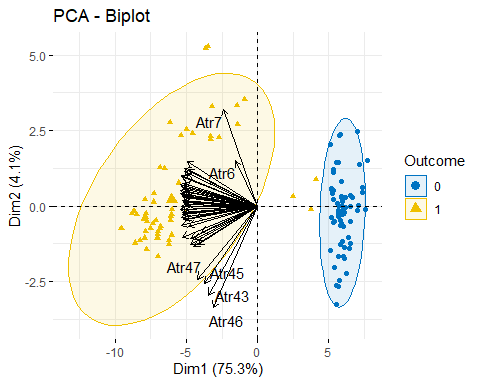 PCA - Biplot
5.0
2.5
0.0
-2.5
Dim2 (4.1%)
Atr7
Atr6
Atr47
Atr45
Atr43
Atr46
-10
-5
0
5
Dim1 (75.3%)
Outcome
0
1